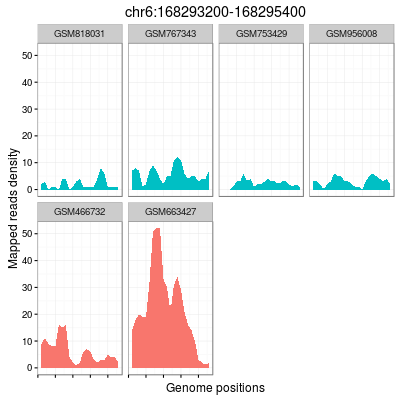 chr6:168293200-168295400
GSM818031 GSM767343 GSM753429 GSM956008
50
40
30
20
10
0
Mapped reads density
GSM466732 GSM663427
50
40
30
20
10
0
Genome positions